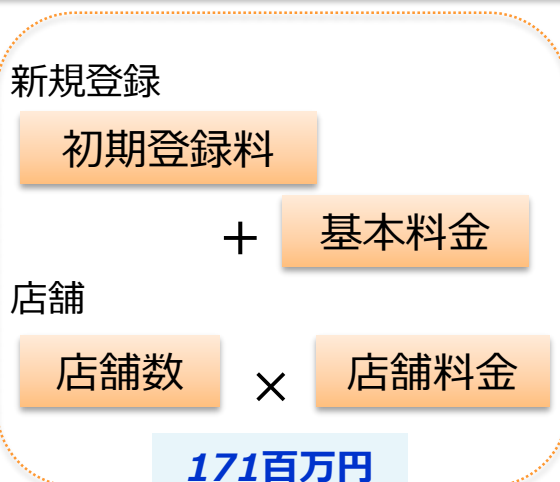 新規登録
初期登録料
＋ 基本料金
店舗
店舗数 × 店舗料金
171百万円